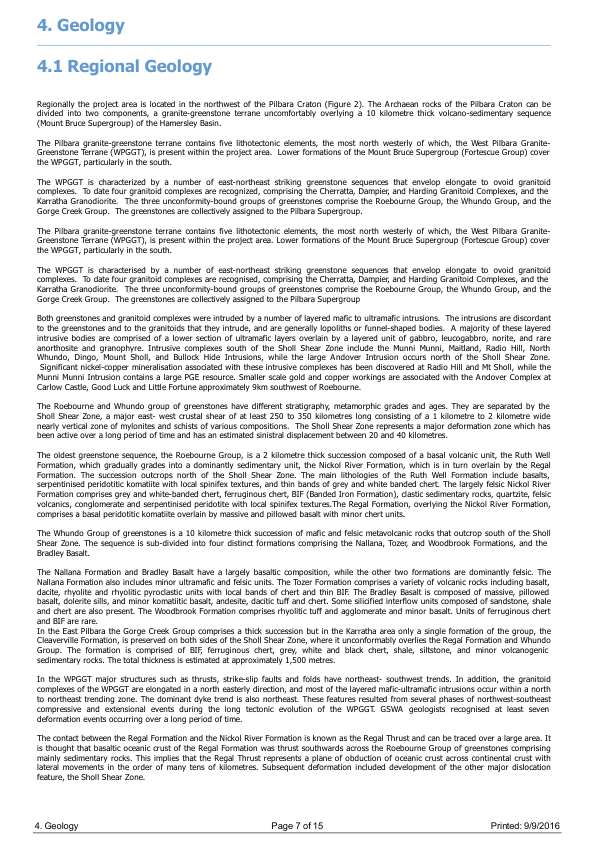 4. Geology
4.1 Regional Geology
Regionally the project area is located in the northwest of the Pilbara Craton (Figure 2). The Archaean rocks of the Pilbara Craton can be
divided into two components, a granite-greenstone terrane uncomfortably overlying a 10 kilometre thick volcano-sedimentary sequence
(Mount Bruce Supergroup) of the Hamersley Basin.
The Pilbara granite-greenstone terrane contains five lithotectonic elements, the most north westerly of which, the West Pilbara Granite-
Greenstone Terrane (WPGGT), is present within the project area. Lower formations of the Mount Bruce Supergroup (Fortescue Group) cover
the WPGGT, particularly in the south.
The WPGGT is characterized by a number of east-northeast striking greenstone sequences that envelop elongate to ovoid granitoid
complexes. To date four granitoid complexes are recognized, comprising the Cherratta, Dampier, and Harding Granitoid Complexes, and the
Karratha Granodiorite. The three unconformity-bound groups of greenstones comprise the Roebourne Group, the Whundo Group, and the
Gorge Creek Group. The greenstones are collectively assigned to the Pilbara Supergroup.
The Pilbara granite-greenstone terrane contains five lithotectonic elements, the most north westerly of which, the West Pilbara Granite-
Greenstone Terrane (WPGGT), is present within the project area. Lower formations of the Mount Bruce Supergroup (Fortescue Group) cover
the WPGGT, particularly in the south.
The WPGGT is characterised by a number of east-northeast striking greenstone sequences that envelop elongate to ovoid granitoid
complexes. To date four granitoid complexes are recognised, comprising the Cherratta, Dampier, and Harding Granitoid Complexes, and the
Karratha Granodiorite. The three unconformity-bound groups of greenstones comprise the Roebourne Group, the Whundo Group, and the
Gorge Creek Group. The greenstones are collectively assigned to the Pilbara Supergroup
Both greenstones and granitoid complexes were intruded by a number of layered mafic to ultramafic intrusions. The intrusions are discordant
to the greenstones and to the granitoids that they intrude, and are generally lopoliths or funnel-shaped bodies. A majority of these layered
intrusive bodies are comprised of a lower section of ultramafic layers overlain by a layered unit of gabbro, leucogabbro, norite, and rare
anorthosite and granophyre. Intrusive complexes south of the Sholl Shear Zone include the Munni Munni, Maitland, Radio Hill, North
Whundo, Dingo, Mount Sholl, and Bullock Hide Intrusions, while the large Andover Intrusion occurs north of the Sholl Shear Zone.
Significant nickel-copper mineralisation associated with these intrusive complexes has been discovered at Radio Hill and Mt Sholl, while the
Munni Munni Intrusion contains a large PGE resource. Smaller scale gold and copper workings are associated with the Andover Complex at
Carlow Castle, Good Luck and Little Fortune approximately 9km southwest of Roebourne.
The Roebourne and Whundo group of greenstones have different stratigraphy, metamorphic grades and ages. They are separated by the
Sholl Shear Zone, a major east- west crustal shear of at least 250 to 350 kilometres long consisting of a 1 kilometre to 2 kilometre wide
nearly vertical zone of mylonites and schists of various compositions. The Sholl Shear Zone represents a major deformation zone which has
been active over a long period of time and has an estimated sinistral displacement between 20 and 40 kilometres.
The oldest greenstone sequence, the Roebourne Group, is a 2 kilometre thick succession composed of a basal volcanic unit, the Ruth Well
Formation, which gradually grades into a dominantly sedimentary unit, the Nickol River Formation, which is in turn overlain by the Regal
Formation. The succession outcrops north of the Sholl Shear Zone. The main lithologies of the Ruth Well Formation include basalts,
serpentinised peridotitic komatiite with local spinifex textures, and thin bands of grey and white banded chert. The largely felsic Nickol River
Formation comprises grey and white-banded chert, ferruginous chert, BIF (Banded Iron Formation), clastic sedimentary rocks, quartzite, felsic
volcanics, conglomerate and serpentinised peridotite with local spinifex textures.The Regal Formation, overlying the Nickol River Formation,
comprises a basal peridotitic komatiite overlain by massive and pillowed basalt with minor chert units.
The Whundo Group of greenstones is a 10 kilometre thick succession of mafic and felsic metavolcanic rocks that outcrop south of the Sholl
Shear Zone. The sequence is sub-divided into four distinct formations comprising the Nallana, Tozer, and Woodbrook Formations, and the
Bradley Basalt.
The Nallana Formation and Bradley Basalt have a largely basaltic composition, while the other two formations are dominantly felsic. The
Nallana Formation also includes minor ultramafic and felsic units. The Tozer Formation comprises a variety of volcanic rocks including basalt,
dacite, rhyolite and rhyolitic pyroclastic units with local bands of chert and thin BIF. The Bradley Basalt is composed of massive, pillowed
basalt, dolerite sills, and minor komatiitic basalt, andesite, dacitic tuff and chert. Some silicified interflow units composed of sandstone, shale
and chert are also present. The Woodbrook Formation comprises rhyolitic tuff and agglomerate and minor basalt. Units of ferruginous chert
and BIF are rare.
In the East Pilbara the Gorge Creek Group comprises a thick succession but in the Karratha area only a single formation of the group, the
Cleaverville Formation, is preserved on both sides of the Sholl Shear Zone, where it unconformably overlies the Regal Formation and Whundo
Group. The formation is comprised of BIF, ferruginous chert, grey, white and black chert, shale, siltstone, and minor volcanogenic
sedimentary rocks. The total thickness is estimated at approximately 1,500 metres.
In the WPGGT major structures such as thrusts, strike-slip faults and folds have northeast- southwest trends. In addition, the granitoid
complexes of the WPGGT are elongated in a north easterly direction, and most of the layered mafic-ultramafic intrusions occur within a north
to northeast trending zone. The dominant dyke trend is also northeast. These features resulted from several phases of northwest-southeast
compressive and extensional events during the long tectonic evolution of the WPGGT. GSWA geologists recognised at least seven
deformation events occurring over a long period of time.
The contact between the Regal Formation and the Nickol River Formation is known as the Regal Thrust and can be traced over a large area. It
is thought that basaltic oceanic crust of the Regal Formation was thrust southwards across the Roebourne Group of greenstones comprising
mainly sedimentary rocks. This implies that the Regal Thrust represents a plane of obduction of oceanic crust across continental crust with
lateral movements in the order of many tens of kilometres. Subsequent deformation included development of the other major dislocation
feature, the Sholl Shear Zone.
4. Geology Page 7 of 15 Printed: 9/9/2016